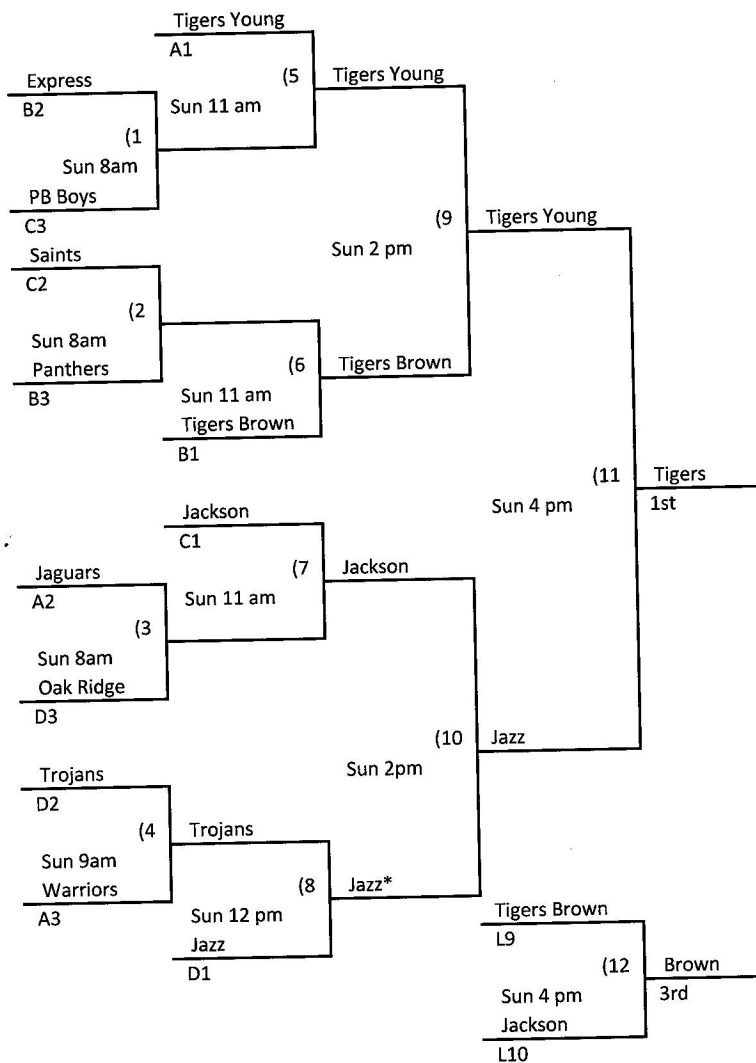 Tigers Young
A1
(5
Sun 11 am
Tigers Young
Express
B2
(1
Sun 8am
PB Boys
C3
(9
Sun 2 pm
Tigers Young
Saints
C2
(2
Sun 8am
Panthers
B3
(6
Sun 11 am
Tigers Brown
B1
Tigers Brown
(11
Sun 4 pm
Tigers
1st
Jackson
C1
(7
Sun 11 am
Jackson
Jaguars
A2
(3
Sun 8am
Oak Ridge
D3
(10
Sun 2pm
Jazz
Trojans
D2
(4
Sun 9am
Warriors
A3
Trojans
(8
Sun 12 pm
Jazz
D1
Jazz*
Tigers Brown
L9
(12
Sun 4 pm
Jackson
L10
Brown
3rd